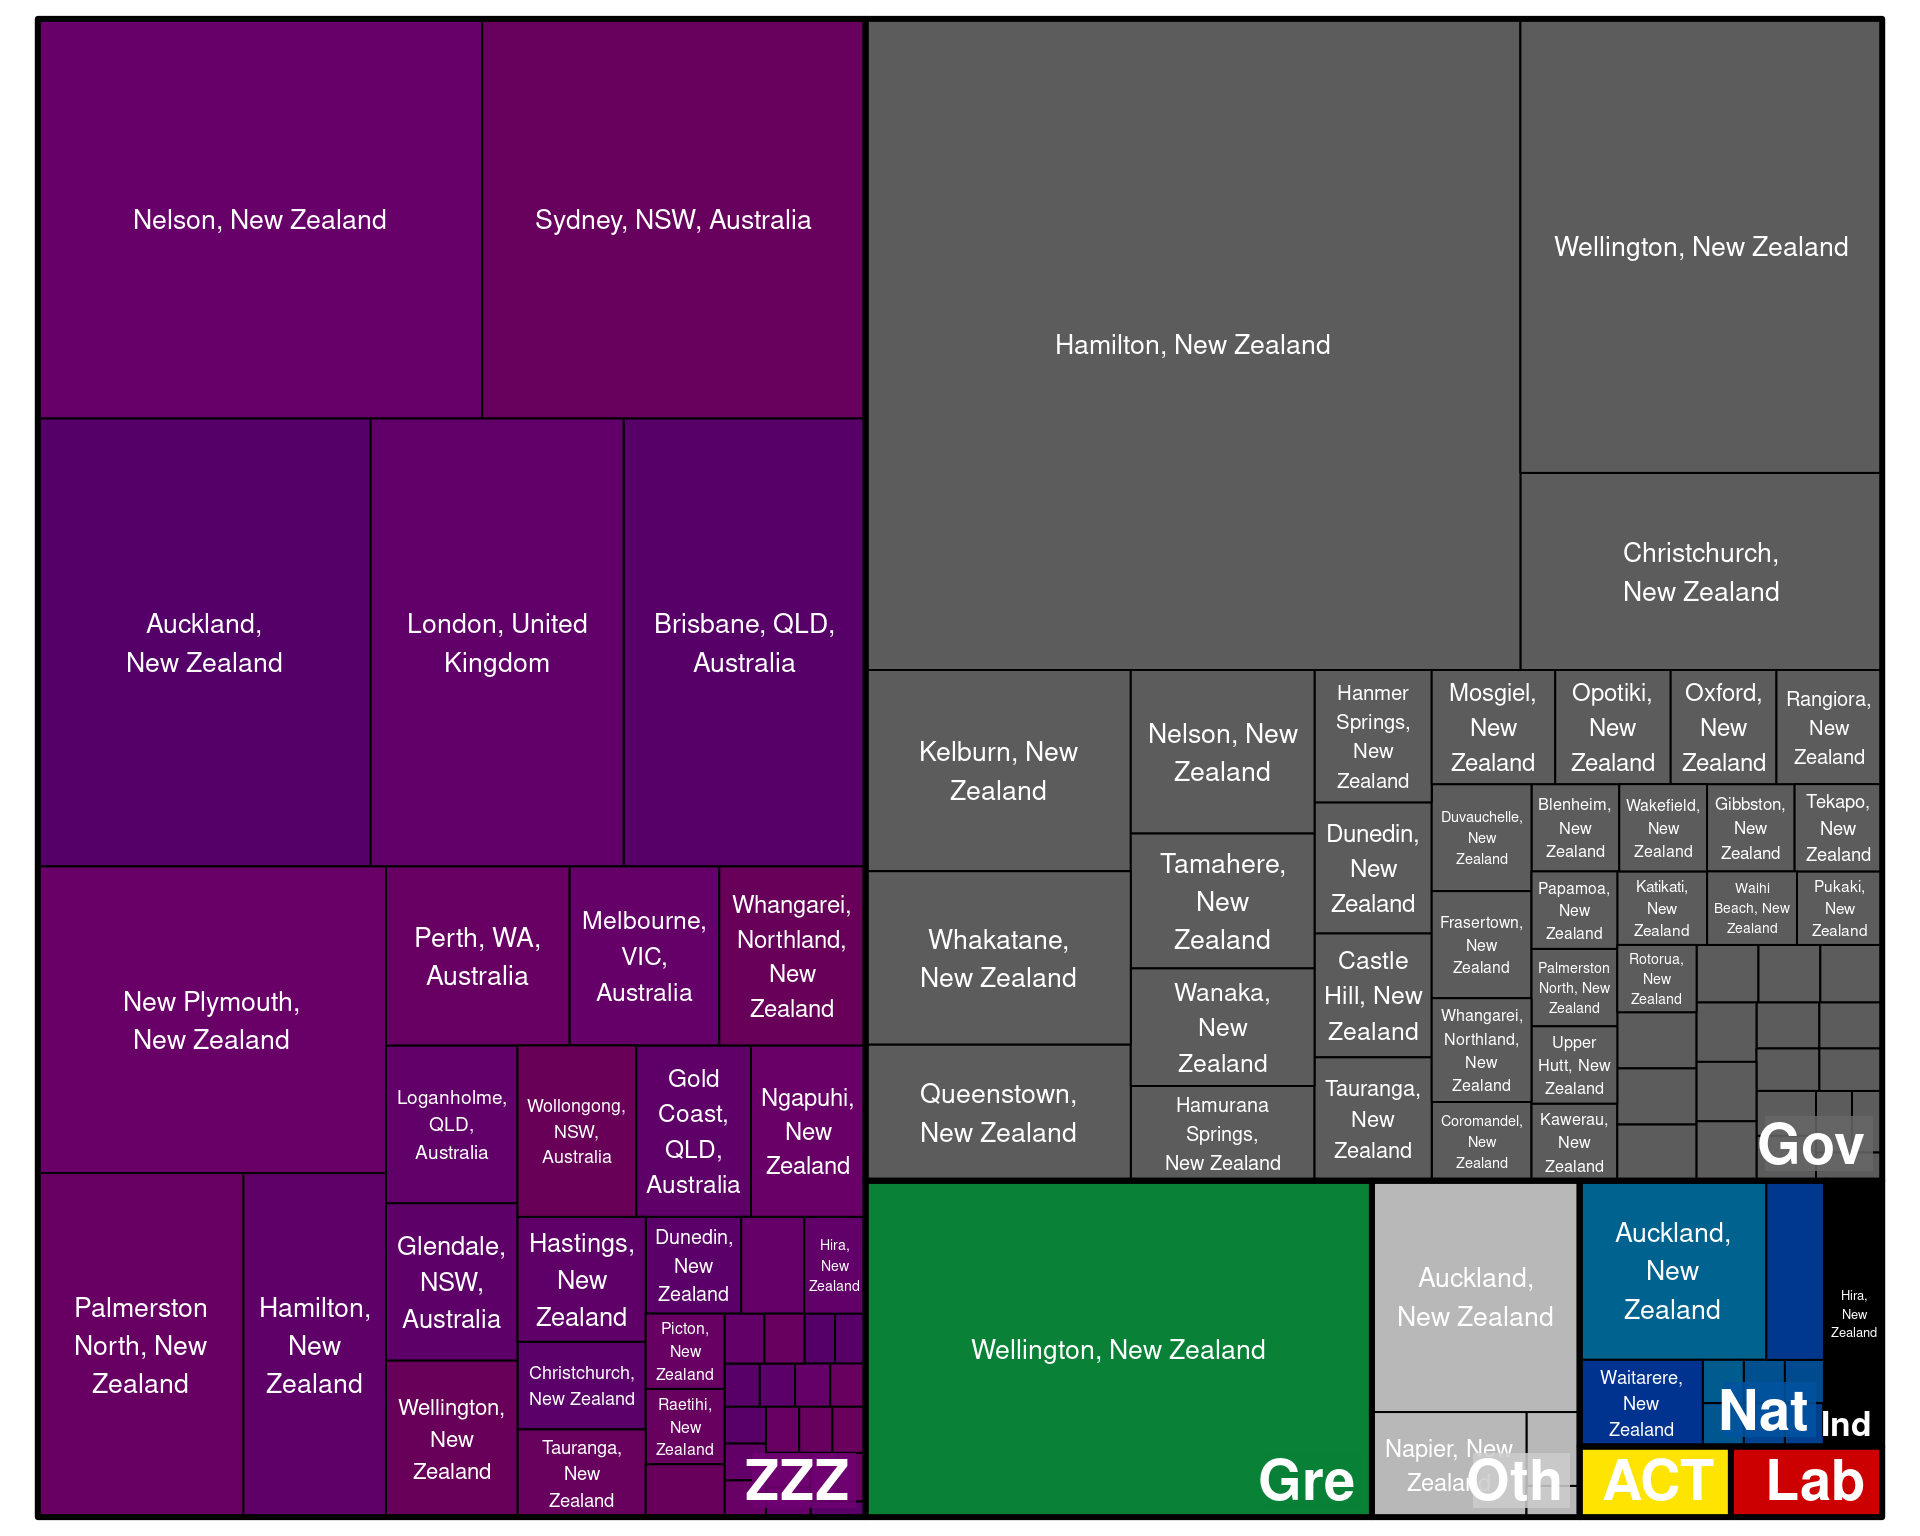 Nelson, New Zealand
Sydney, NSW, Australia
Auckland,
New Zealand
London, United
Kingdom
Brisbane, QLD,
Australia
New Plymouth,
New Zealand
Perth, WA,
Australia
Melbourne,
VIC,
Australia
Whangarei,
Northland,
New
Zealand
Loganholme,
QLD,
Australia
Wollongong,
NSW,
Australia
Gold
Coast,
QLD,
Australia
Ngapuhi,
New
Zealand
Palmerston
North, New
Zealand
Hamilton,
New
Zealand
Glendale,
NSW,
Australia
Wellington,
New
Zealand
Hastings,
New
Zealand
Christchurch,
New Zealand
Tauranga,
New
Zealand
Dunedin,
New
Zealand
Hira,
New
Zealand
Picton,
New
Zealand
Raetihi,
New
Zealand
ZZZ
Hamilton, New Zealand
Wellington, New Zealand
Christchurch,
New Zealand
Kelburn, New
Zealand
Whakatane,
New Zealand
Queenstown,
New Zealand
Nelson, New
Zealand
Tamahere,
New
Zealand
Wanaka,
New
Zealand
Hamurana
Springs,
New Zealand
Hanmer
Springs,
New
Zealand
Dunedin,
New
Zealand
Castle
Hill, New
Zealand
Tauranga,
New
Zealand
Mosgiel,
New
Zealand
Opotiki,
New
Zealand
Oxford,
New
Zealand
Rangiora,
New
Zealand
Duvauchelle,
New
Zealand
Frasertown,
New
Zealand
Whangarei,
Northland,
New
Zealand
Coromandel,
New
Zealand
Blenheim,
New
Zealand
Wakefield,
New
Zealand
Gibbston,
New
Zealand
Tekapo,
New
Zealand
Papamoa,
New
Zealand
Katikati,
New
Zealand
Waihi
Beach, New
Zealand
Pukaki,
New
Zealand
Palmerston
North, New
Zealand
Rotorua,
New
Zealand
Upper
Hutt, New
Zealand
Kawerau,
New
Zealand
Gov
Wellington, New Zealand
Gre
Auckland,
New Zealand
Napier, New
Zealand
Oth
Auckland,
New
Zealand
Waitarere,
New
Zealand
Nat
Hira,
New
Zealand
Ind
ACT
Lab